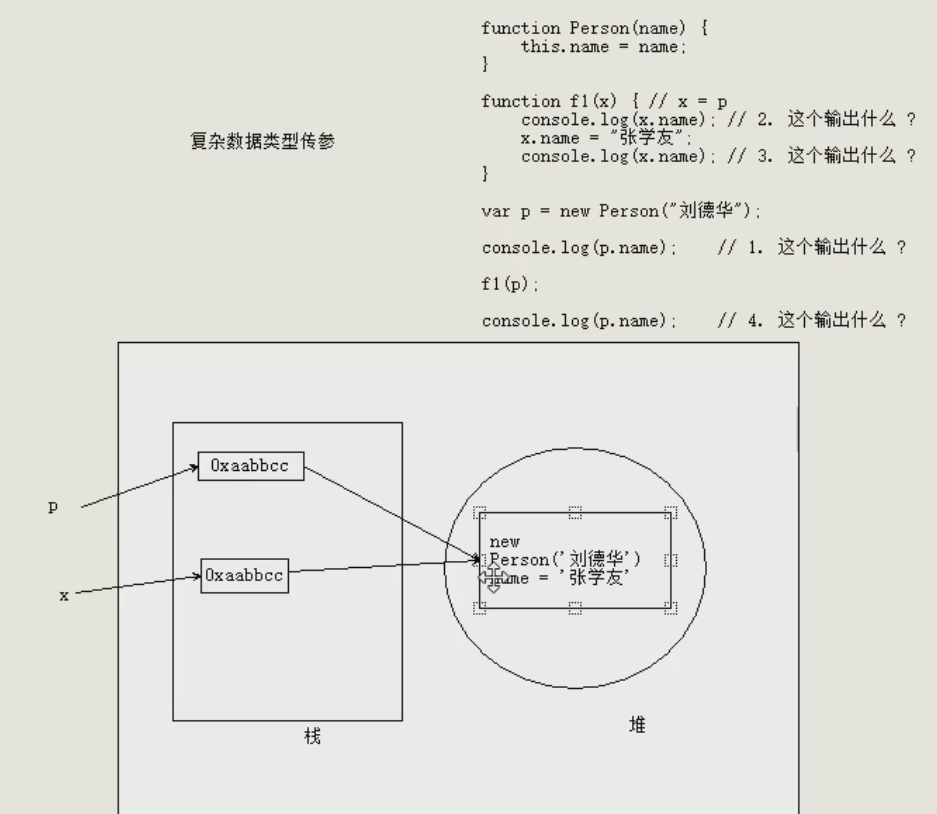 function Person(name) {
this.name = name;
}
function f1(x) { // x = p
console.log(x.name); // 2. 这个输出什么 ?
x.name = "张学友";
console.log(x.name); // 3. 这个输出什么 ?
}
复杂数据类型传参
var p = new Person("刘德华");
console.log(p.name); // 1. 这个输出什么 ?
f1(p);
console.log(p.name); // 4. 这个输出什么 ?
0xaabbcc
p
new
Person('刘德华')
name = '张学友'
0xaabbcc
x
栈
堆